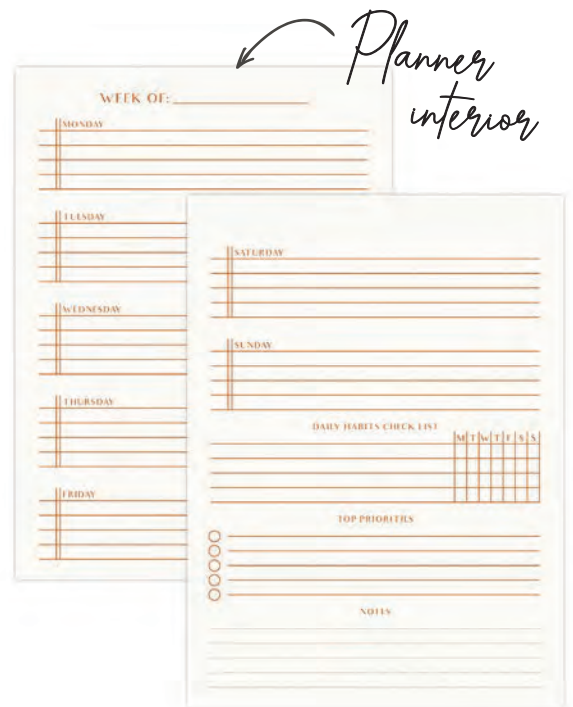 Planner
interior
WEEK OF:
MONDAY
TUESDAY
WEDNESDAY
THURSDAY
FRIDAY
SATURDAY
SUNDAY
DAILY HABITS CHECK LIST
M T W T F S S
TOP PRIORITIES
NOTES